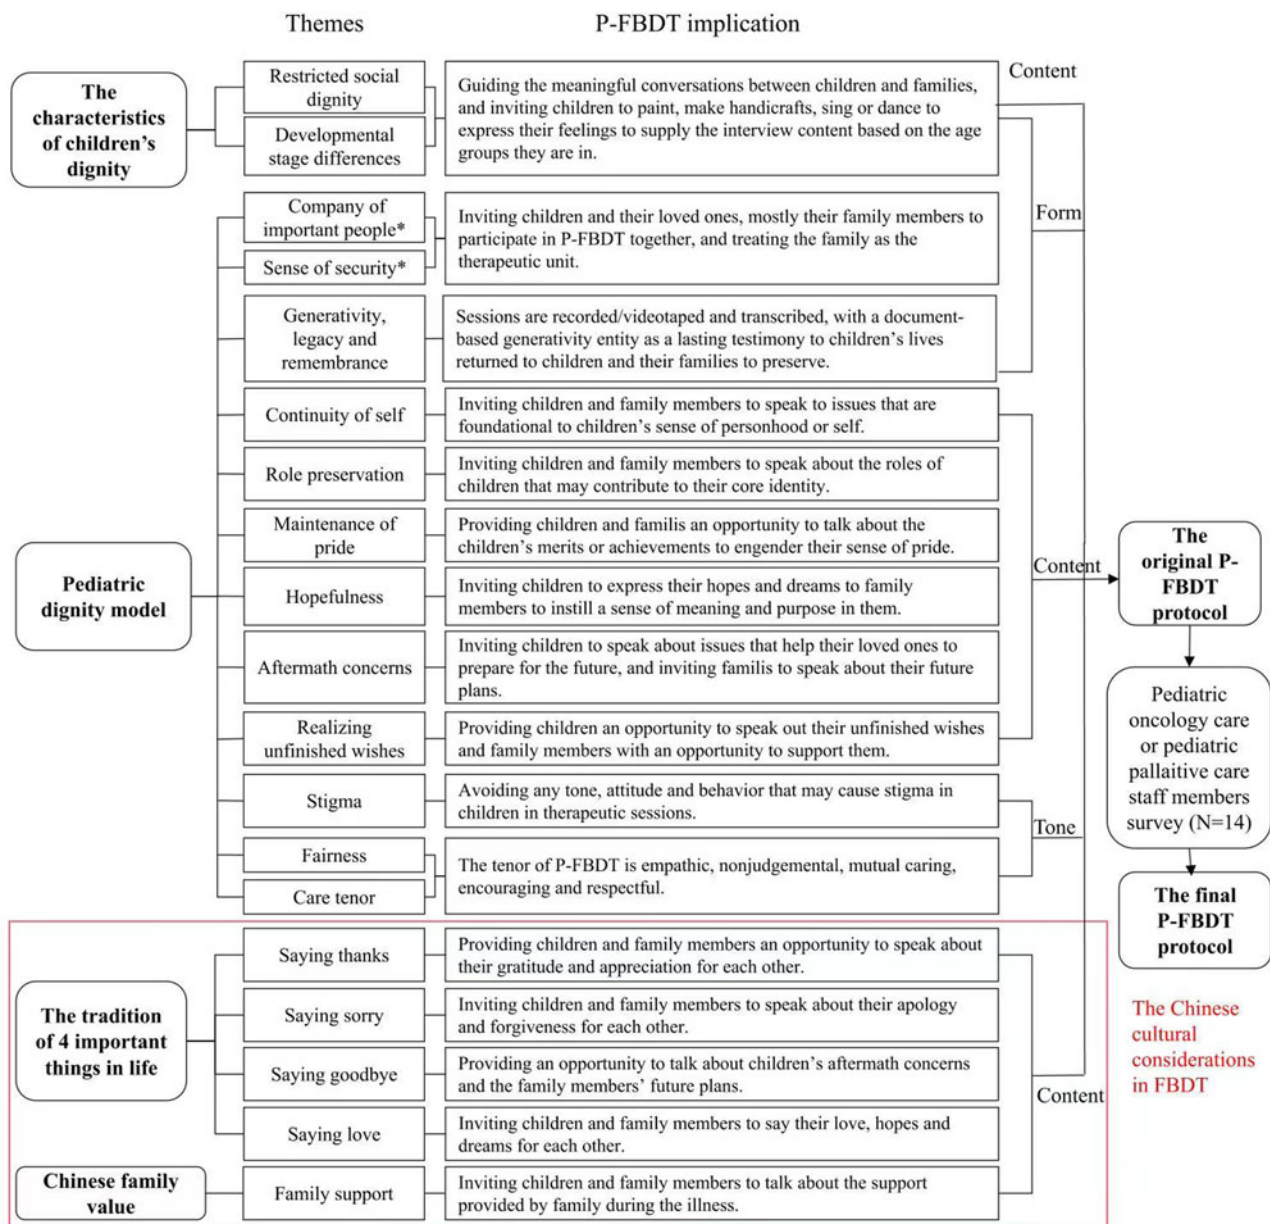 Themes
P-FBDT implication
The
characteristics
of children's
dignity
Restricted social
dignity
Developmental
stage differences
Guiding the meaningful conversations between children and families,
and inviting children to paint, make handicrafts, sing or dance to
express their feelings to supply the interview content based on the age
groups they are in.
Content
Form
Pediatric
dignity model
Company of
important people*
Sense of security*
Inviting children and their loved ones, mostly their family members to
participate in P-FBDT together, and treating the family as the
therapeutic unit.
Generativity,
legacy and
remembrance
Sessions are recorded/videotaped and transcribed, with a document-
based generativity entity as a lasting testimony to children's lives
returned to children and their families to preserve.
Continuity of self
Inviting children and family members to speak to issues that are
foundational to children's sense of personhood or self.
Role preservation
Inviting children and family members to speak about the roles of
children that may contribute to their core identity.
Maintenance of
pride
Providing children and familis an opportunity to talk about the
children's merits or achievements to engender their sense of pride.
Hopefulness
Inviting children to express their hopes and dreams to family
members to instill a sense of meaning and purpose in them.
Aftermath concerns
Inviting children to speak about issues that help their loved ones to
prepare for the future, and inviting familis to speak about their future
plans.
Realizing
unfinished wishes
Providing children an opportunity to speak out their unfinished wishes
and family members with an opportunity to support them.
Content
Stigma
Avoiding any tone, attitude and behavior that may cause stigma in
children in therapeutic sessions.
Fairness
Care tenor
The tenor of P-FBDT is empathic, nonjudgemental, mutual caring,
encouraging and respectful.
Tone
The tradition
of 4 important
things in life
Saying thanks
Providing children and family members an opportunity to speak about
their gratitude and appreciation for each other.
Saying sorry
Inviting children and family members to speak about their apology
and forgiveness for each other.
Saying goodbye
Providing an opportunity to talk about children's aftermath concerns
and the family members' future plans.
Saying love
Inviting children and family members to say their love, hopes and
dreams for each other.
Chinese family
value
Family support
Inviting children and family members to talk about the support
provided by family during the illness.
Content
The
original P-
FBDT
protocol
Pediatric
oncology care
or pediatric
pallaitive care
staff members
survey (N=14)
The final
P-FBDT
protocol
The Chinese
cultural
considerations
in FBDT